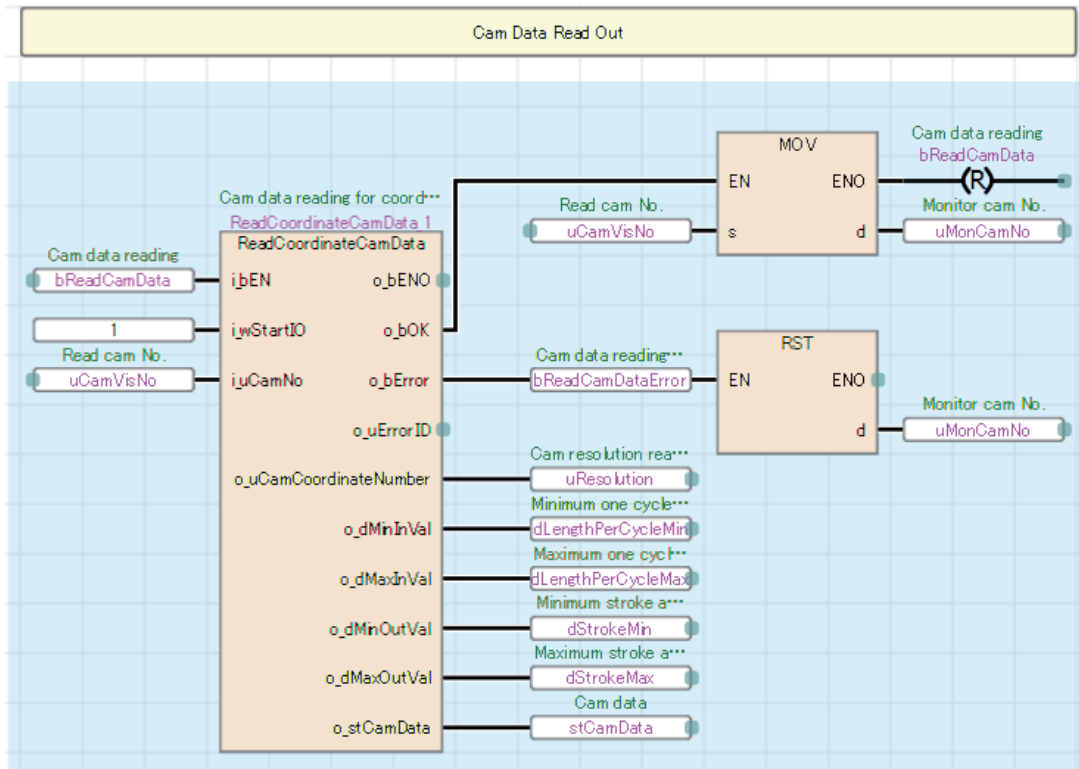 Cam Data Read Out
MOV
Cam data reading
bReadCamData
EN
ENO
(R)
Read cam No.
uCamVisNo
s
d
Monitor cam No.
uMonCamNo
Cam data reading for coord…
ReadCoordinateCamData_1
ReadCoordinateCamData
Cam data reading
bReadCamData
i_bEN
o_bENO
1
i_wStartIO
o_bOK
Read cam No.
uCamVisNo
i_uCamNo
o_bError
Cam data reading…
bReadCamDataError
RST
EN
ENO
d
Monitor cam No.
uMonCamNo
o_uErrorID
o_uCamCoordinateNumber
Cam resolution rea…
uResolution
o_dMinInVal
Minimum one cycle…
dLengthPerCycleMin
o_dMaxInVal
Maximum one cycl…
dLengthPerCycleMax
o_dMinOutVal
Minimum stroke a…
dStrokeMin
o_dMaxOutVal
Maximum stroke a…
dStrokeMax
o_stCamData
Cam data
stCamData